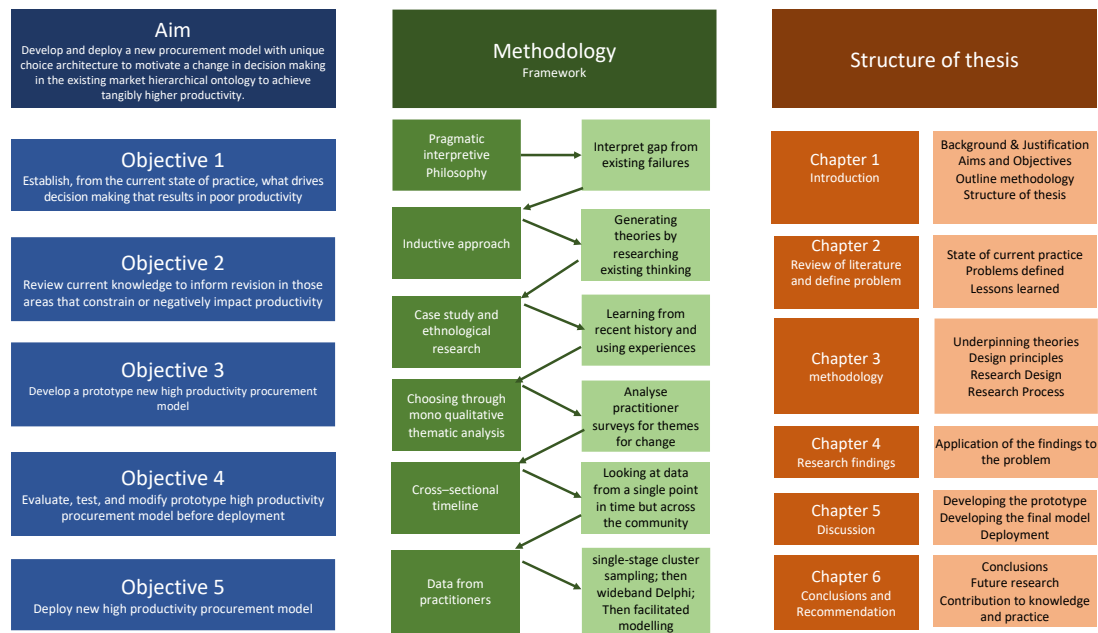 Aim
Develop and deploy a new procurement model with unique
choice architecture to motivate a change in decision making
in the existing market hierarchical ontology to achieve
tangibly higher productivity.
Objective 1
Establish, from the current state of practice, what drives
decision making that results in poor productivity
Objective 2
Review current knowledge to inform revision in those
areas that constrain or negatively impact productivity
Objective 3
Develop a prototype new high productivity procurement
model
Objective 4
Evaluate, test, and modify prototype high productivity
procurement model before deployment
Objective 5
Deploy new high productivity procurement model
Methodology
Framework
Pragmatic
interpretive
Philosophy
Interpret gap from
existing failures
Inductive approach
Generating
theories by
researching
existing thinking
Case study and
ethnological
research
Learning from
recent history and
using experiences
Choosing through
mono qualitative
thematic analysis
Analyse
practitioner
surveys for themes
for change
Cross–sectional
timeline
Looking at data
from a single point
in time but across
the community
Data from
practitioners
single-stage cluster
sampling; then
wideband Delphi;
Then facilitated
modelling
Structure of thesis
Chapter 1
Introduction
Background & Justification
Aims and Objectives
Outline methodology
Structure of thesis
Chapter 2
Review of literature
and define problem
State of current practice
Problems defined
Lessons learned
Chapter 3
methodology
Underpinning theories
Design principles
Research Design
Research Process
Chapter 4
Research findings
Application of the findings to
the problem
Chapter 5
Discussion
Developing the prototype
Developing the final model
Deployment
Chapter 6
Conclusions and
Recommendation
Conclusions
Future research
Contribution to knowledge
and practice